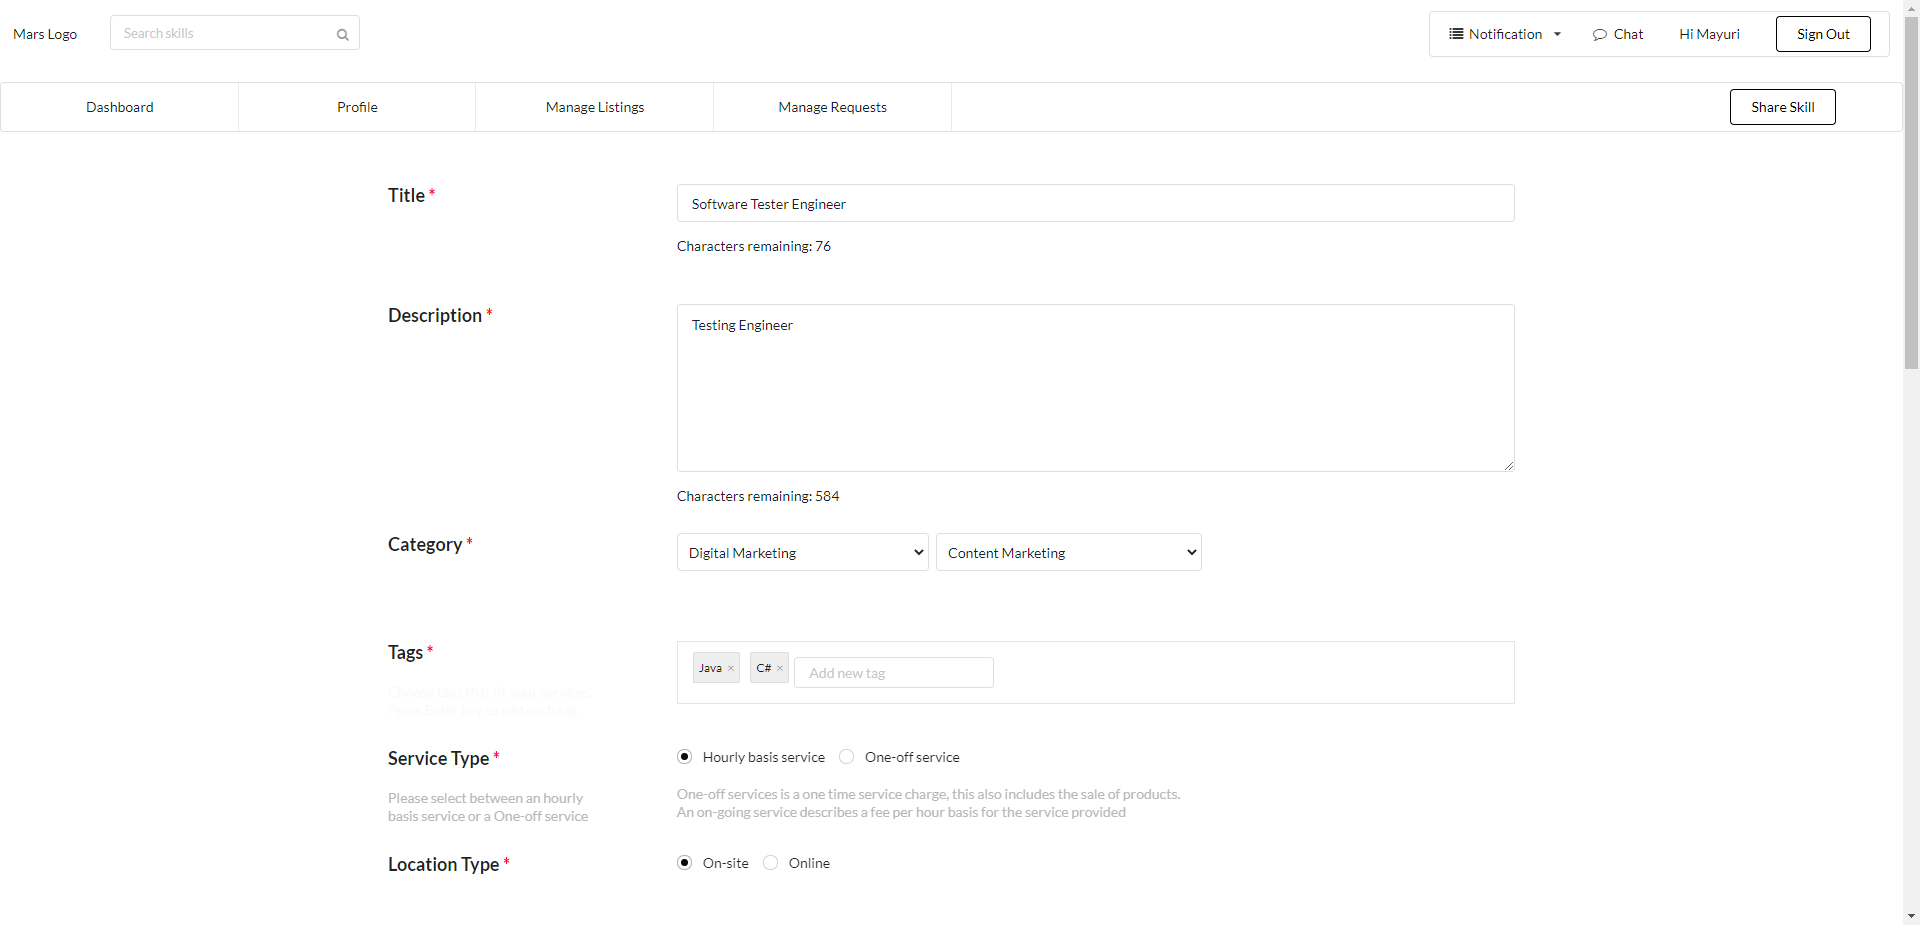 Mars Logo
Search skills
Notification
Chat
Hi Mayuri
Sign Out
Dashboard
Profile
Manage Listings
Manage Requests
Share Skill
Title *
Software Tester Engineer
Characters remaining: 76
Description *
Testing Engineer
Characters remaining: 584
Category *
Digital Marketing
Content Marketing
Tags *
Java ×
C# ×
Add new tag
Choose tags that fit your services.
Press Enter key to add each tag.
Service Type *
Hourly basis service
One-off service
Please select between an hourly
basis service or a One-off service
One-off services is a one time service charge, this also includes the sale of products.
An on-going service describes a fee per hour basis for the service provided
Location Type *
On-site
Online